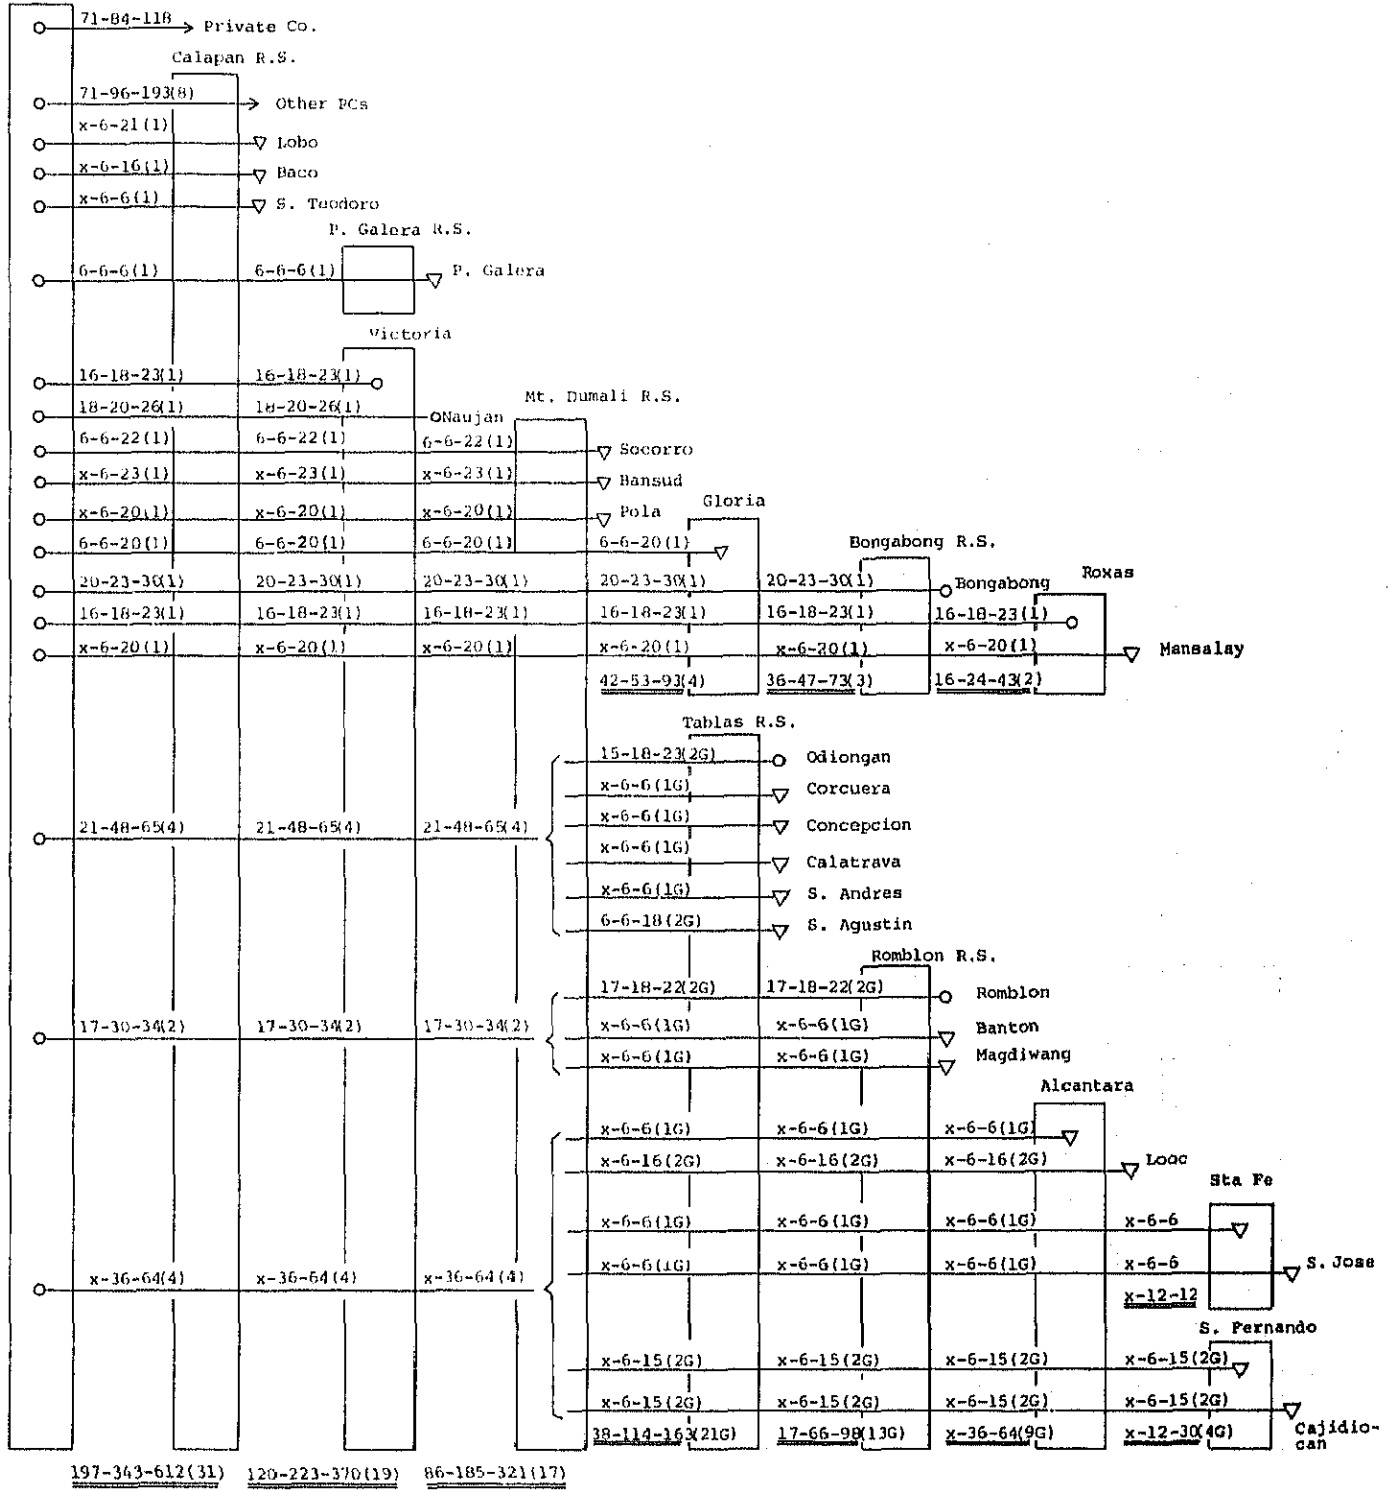 71-84-118
Private Co.
Calapan R.S.
71-96-193(8)
Other PCs
x-6-21(1)
Lobo
x-6-16(1)
Baco
x-6-6(1)
S. Teodoro
P. Galera R.S.
6-6-6(1) 6-6-6(1) P. Galera
Victoria
16-18-23(1) 16-18-23(1)
Mt. Dumali R.S.
18-20-26(1) 18-20-26(1) Naujan
6-6-22(1) 6-6-22(1) 6-6-22(1) Socorro
x-6-23(1) x-6-23(1) x-6-23(1) Bansud
Gloria
x-6-20(1) x-6-20(1) x-6-20(1) Pola
6-6-20(1) 6-6-20(1) 6-6-20(1) 6-6-20(1)
Bongabong R.S.
20-23-30(1) 20-23-30(1) 20-23-30(1) 20-23-30(1) 20-23-30(1) Bongabong
Roxas
16-18-23(1) 16-18-23(1) 16-18-23(1) 16-18-23(1) 16-18-23(1) 16-18-23(1)
x-6-20(1) x-6-20(1) x-6-20(1) x-6-20(1) x-6-20(1) x-6-20(1) Mansalay
42-53-93(4) 36-47-73(3) 16-24-43(2)
Tablas R.S.
15-18-23(2G) Odiongan
x-6-6(1G) Corcuera
x-6-6(1G) Concepcion
21-48-65(4) 21-48-65(4) 21-48-65(4)
x-6-6(1G) Calatrava
x-6-6(1G) S. Andres
6-6-18(2G) S. Agustin
Romblon R.S.
17-18-22(2G) 17-18-22(2G) Romblon
17-30-34(2) 17-30-34(2) 17-30-34(2) x-6-6(1G) x-6-6(1G) Banton
x-6-6(1G) x-6-6(1G) Magdiwang
Alcantara
x-6-6(1G) x-6-6(1G) x-6-6(1G)
x-6-16(2G) x-6-16(2G) x-6-16(2G) Looc
Sta Fe
x-6-6(1G) x-6-6(1G) x-6-6(1G) x-6-6
x-6-6(1G) x-6-6(1G) x-6-6(1G) x-6-6 S. Jose
x-36-64(4) x-36-64(4) x-36-64(4)
x-12-12
S. Fernando
x-6-15(2G) x-6-15(2G) x-6-15(2G) x-6-15(2G)
x-6-15(2G) x-6-15(2G) x-6-15(2G) x-6-15(2G) Cajidio-
can
38-114-163(21G) 17-66-98(13G) x-36-64(9G) x-12-30(4G)
197-343-612(31) 120-223-370(19) 86-185-321(17)